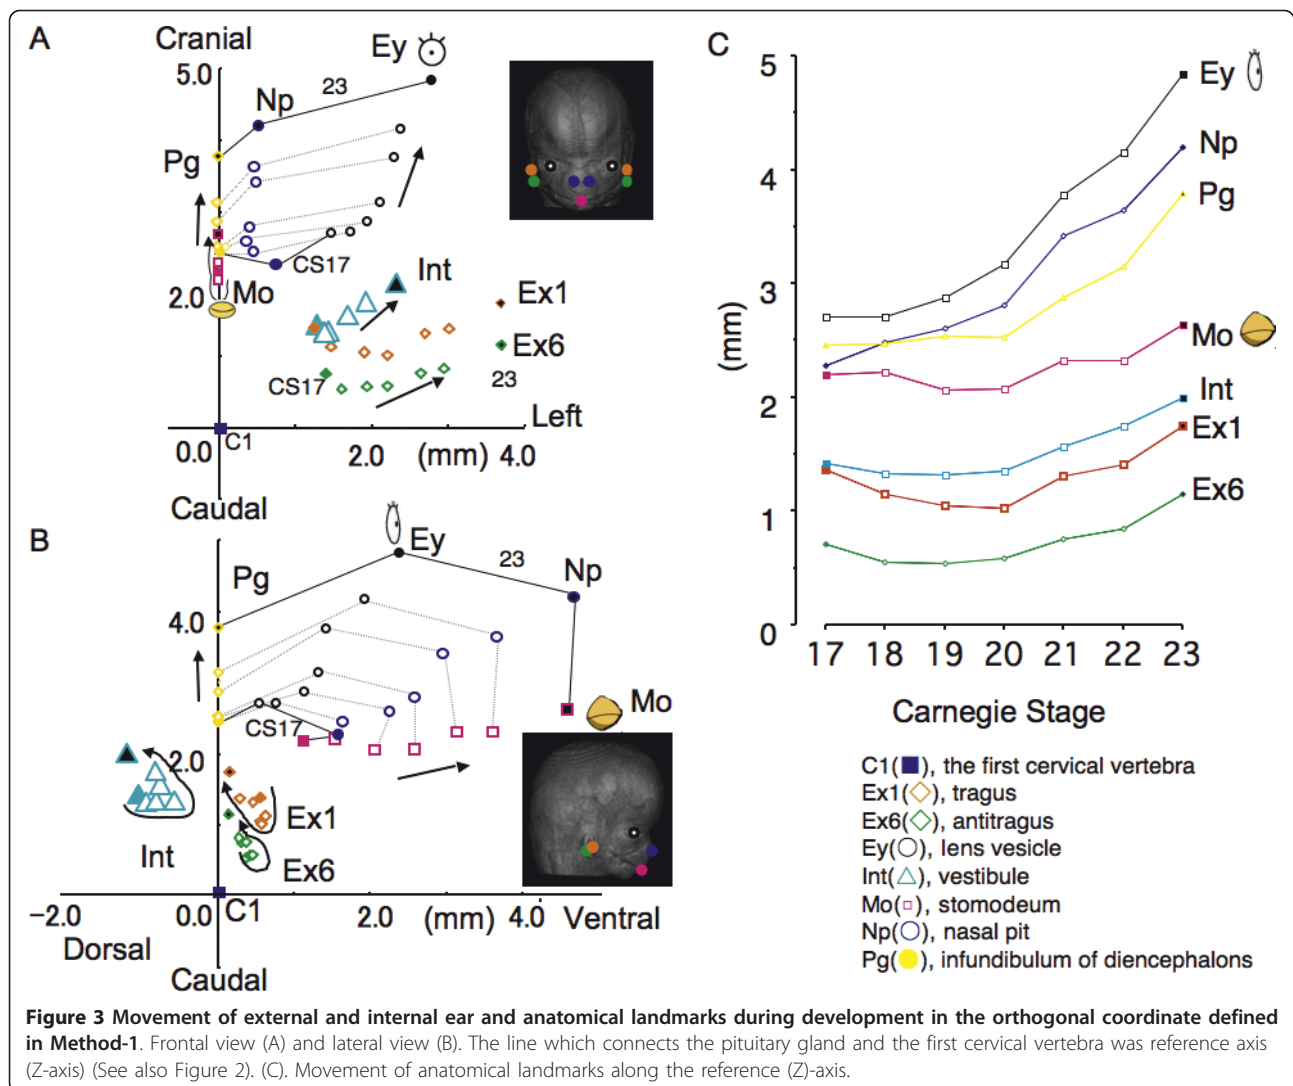 A
Cranial
Ey
5.0
23
Np
Pg
CS17
Mo
2.0
Int
Ex1
Ex6
CS17
23
Left
0.0
C1
2.0
(mm)
4.0
Caudal
B
Ey
23
Np
Pg
4.0
Mo
CS17
2.0
Int
Ex1
Ex6
−2.0
0.0
C1
2.0
(mm)
4.0
Ventral
Dorsal
Caudal
C
5
4
3
2
1
0
(mm)
Ey
Np
Pg
Mo
Int
Ex1
Ex6
17 18 19 20 21 22 23
Carnegie Stage
C1(■), the first cervical vertebra
Ex1(◇), tragus
Ex6(◇), antitragus
Ey(○), lens vesicle
Int(△), vestibule
Mo(□), stomodeum
Np(○), nasal pit
Pg(●), infundibulum of diencephalons
Figure 3 Movement of external and internal ear and anatomical landmarks during development in the orthogonal coordinate defined
in Method-1. Frontal view (A) and lateral view (B). The line which connects the pituitary gland and the first cervical vertebra was reference axis
(Z-axis) (See also Figure 2). (C). Movement of anatomical landmarks along the reference (Z)-axis.